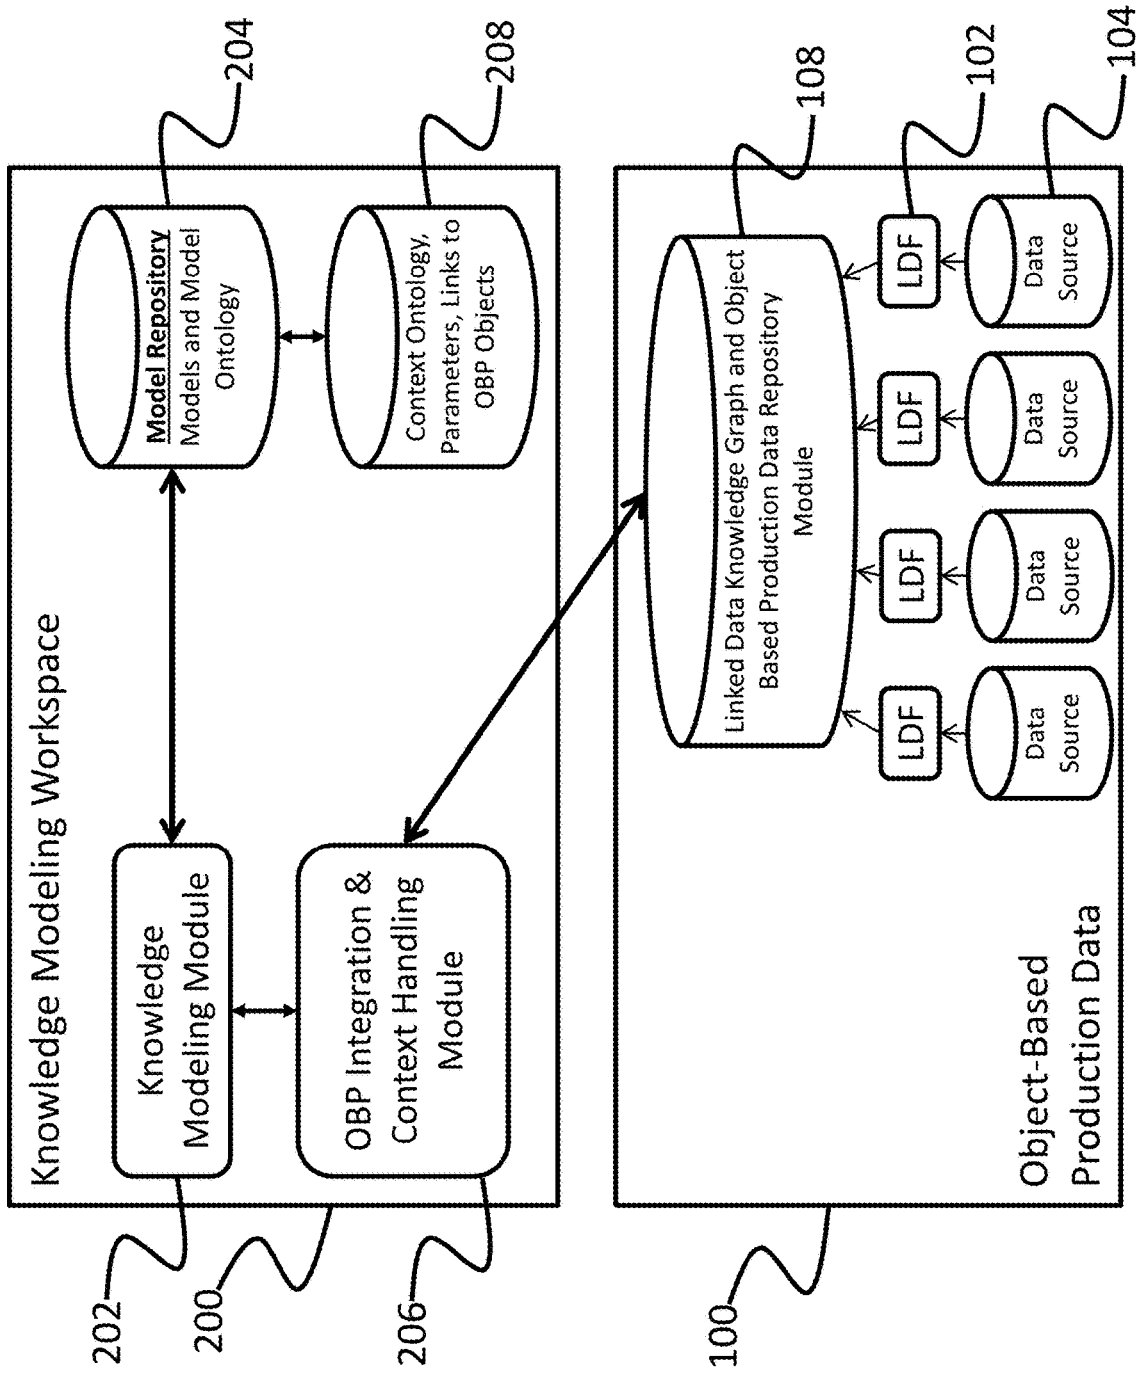 Knowledge Modeling Workspace
Knowledge
Modeling Module
Model Repository
Models and Model
Ontology
OBP Integration &
Context Handling
Module
Context Ontology,
Parameters, Links to
OBP Objects
202
200
206
204
208
Linked Data Knowledge Graph and Object
Based Production Data Repository
Module
LDF
LDF
LDF
LDF
Data
Source
Data
Source
Data
Source
Data
Source
Object-Based
Production Data
100
108
102
104